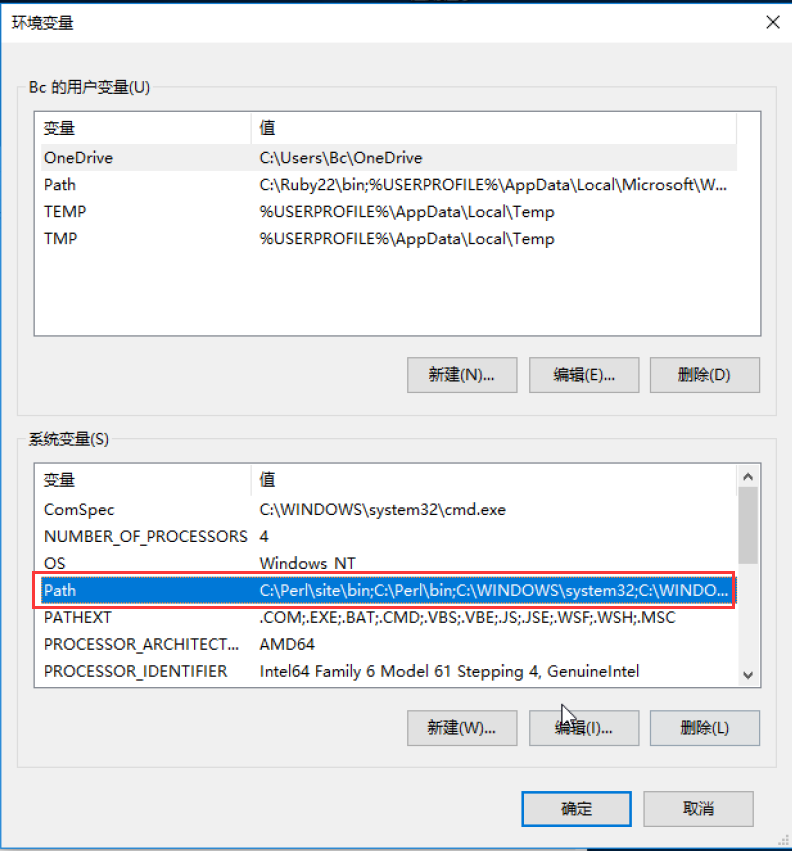 环境变量
Bc 的用户变量(U)
变量 值
OneDrive C:\Users\Bc\OneDrive
Path C:\Ruby22\bin;%USERPROFILE%\AppData\Local\Microsoft\W...
TEMP %USERPROFILE%\AppData\Local\Temp
TMP %USERPROFILE%\AppData\Local\Temp
新建(N)... 编辑(E)... 删除(D)
系统变量(S)
变量 值
ComSpec C:\WINDOWS\system32\cmd.exe
NUMBER_OF_PROCESSORS 4
OS Windows_NT
Path C:\Perl\site\bin;C:\Perl\bin;C:\WINDOWS\system32;C:\WINDO...
PATHEXT .COM;.EXE;.BAT;.CMD;.VBS;.VBE;.JS;.JSE;.WSF;.WSH;.MSC
PROCESSOR_ARCHITECT... AMD64
PROCESSOR_IDENTIFIER Intel64 Family 6 Model 61 Stepping 4, GenuineIntel
新建(W)... 编辑(I)... 删除(L)
确定 取消